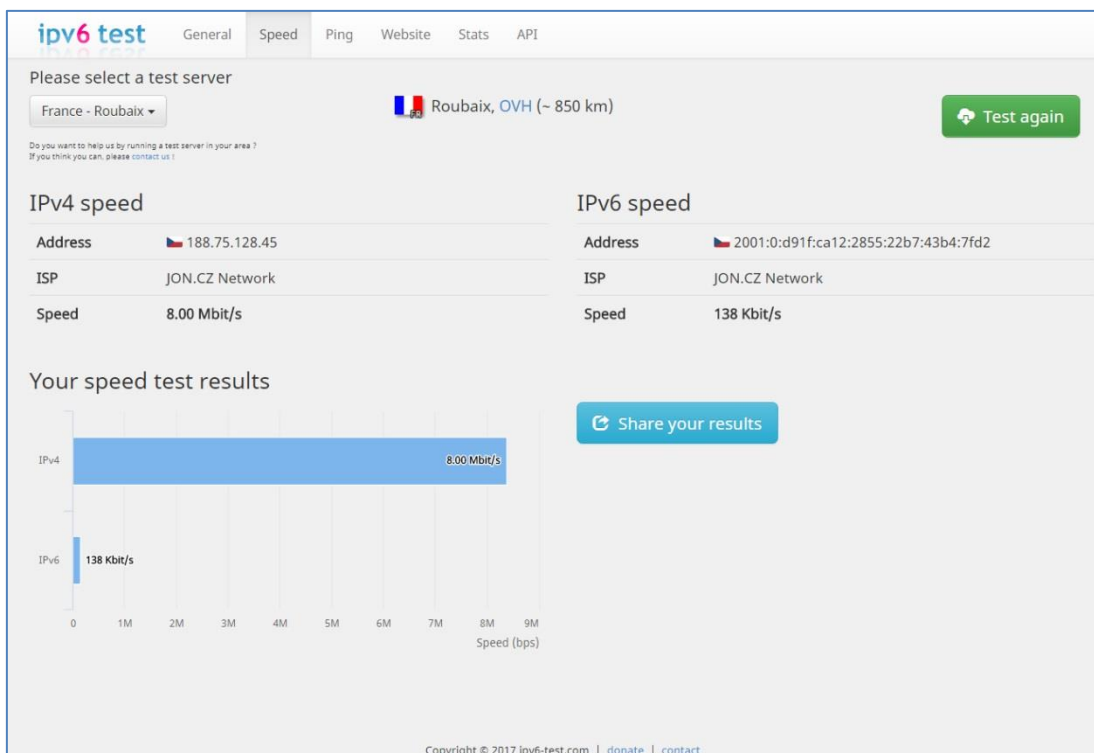 ipv6 test General Speed Ping Website Stats API
Please select a test server
France - Roubaix
FR Roubaix, OVH (~ 850 km)
Test again
Do you want to help us by running a test server in your area ?
If you think you can, please contact us !
IPv4 speed
Address 188.75.128.45
ISP JON.CZ Network
Speed 8.00 Mbit/s
IPv6 speed
Address 2001:0:d91f:ca12:2855:22b7:43b4:7fd2
ISP JON.CZ Network
Speed 138 Kbit/s
Your speed test results
Share your results
IPv4 8.00 Mbit/s
IPv6 138 Kbit/s
0 1M 2M 3M 4M 5M 6M 7M 8M 9M
Speed (bps)
Copyright © 2017 ipv6-test.com | donate | contact